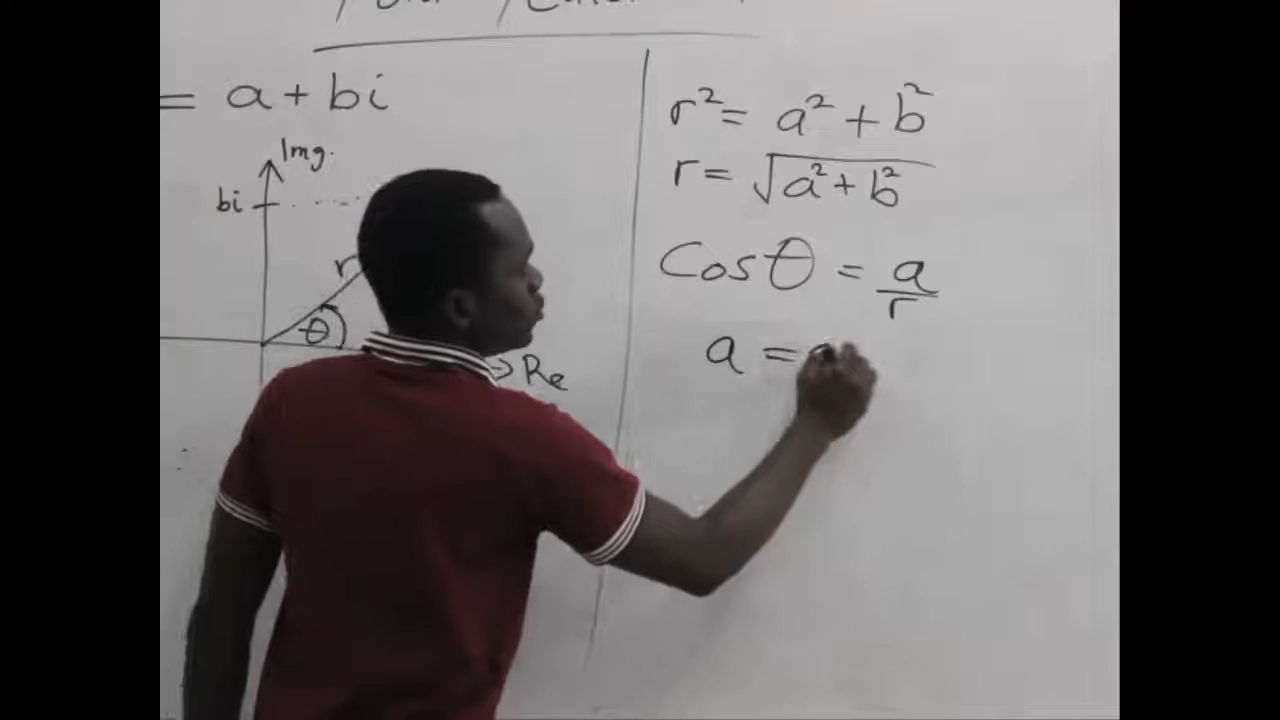 = a + bi
Img.
bi
r
θ
Re
r² = a² + b²
r = √a² + b²
Cosθ = a/r
a =